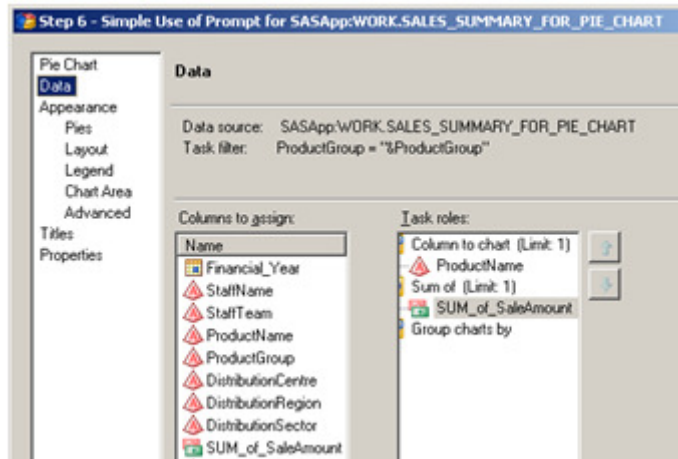 Step 6 - Simple Use of Prompt for SASApp:WORK.SALES_SUMMARY_FOR_PIE_CHART
Pie Chart
Data
Appearance
Pies
Layout
Legend
Chart Area
Advanced
Titles
Properties
Data
Data source: SASApp:WORK.SALES_SUMMARY_FOR_PIE_CHART
Task filter: ProductGroup = "&ProductGroup"
Columns to assign:
Name
Financial_Year
StaffName
StaffTeam
ProductName
ProductGroup
DistributionCentre
DistributionRegion
DistributionSector
SUM_of_SaleAmount
Task roles:
Column to chart (Limit: 1)
ProductName
Sum of (Limit: 1)
SUM_of_SaleAmount
Group charts by